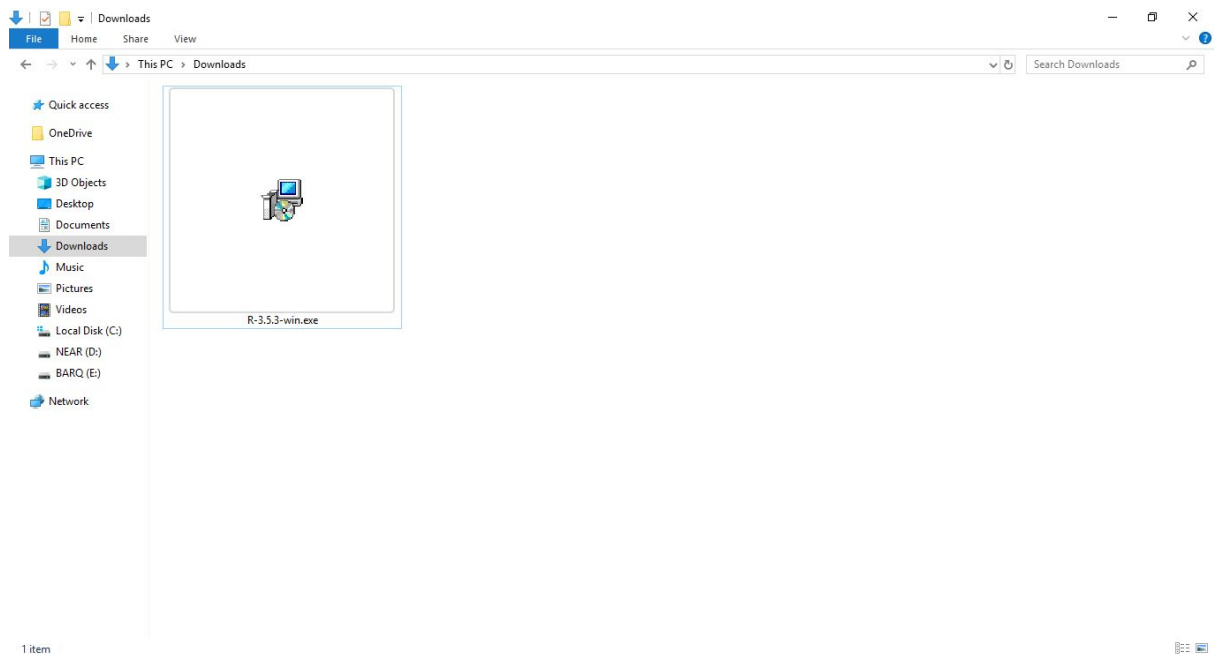 Downloads
File Home Share View
This PC Downloads
Search Downloads
Quick access
OneDrive
This PC
3D Objects
Desktop
Documents
Downloads
Music
Pictures
Videos
Local Disk (C:)
NEAR (D:)
BARQ (E:)
Network
R-3.5.3-win.exe
1 item